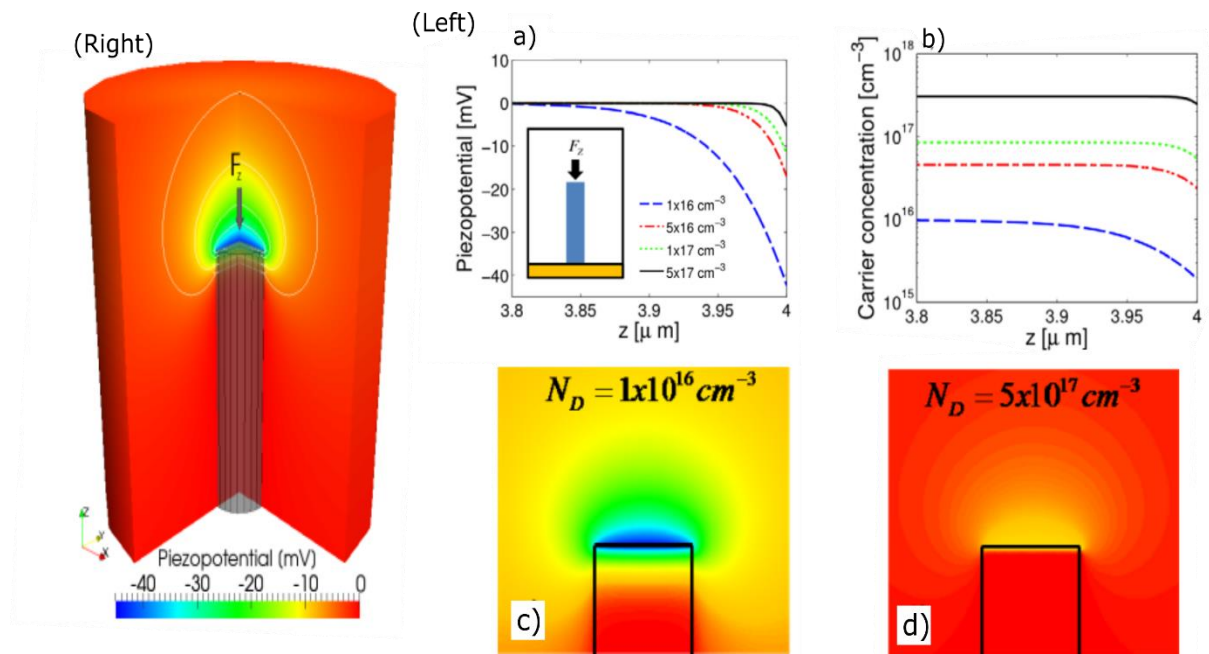 (Right)
F_z
z
x
Piezopotential (mV)
-40 -30 -20 -10 0
(Left)
a)
Piezopotential [mV]
10
0
−10
−20
−30
−40
F_Z
1x16 cm⁻³
5x16 cm⁻³
1x17 cm⁻³
5x17 cm⁻³
3.8 3.85 3.9 3.95 4
z [μ m]
b)
Carrier concentration [cm⁻³]
10¹⁸
10¹⁷
10¹⁶
10¹⁵
3.8 3.85 3.9 3.95 4
z [μ m]
N_D = 1x10¹⁶ cm⁻³
c)
N_D = 5x10¹⁷ cm⁻³
d)